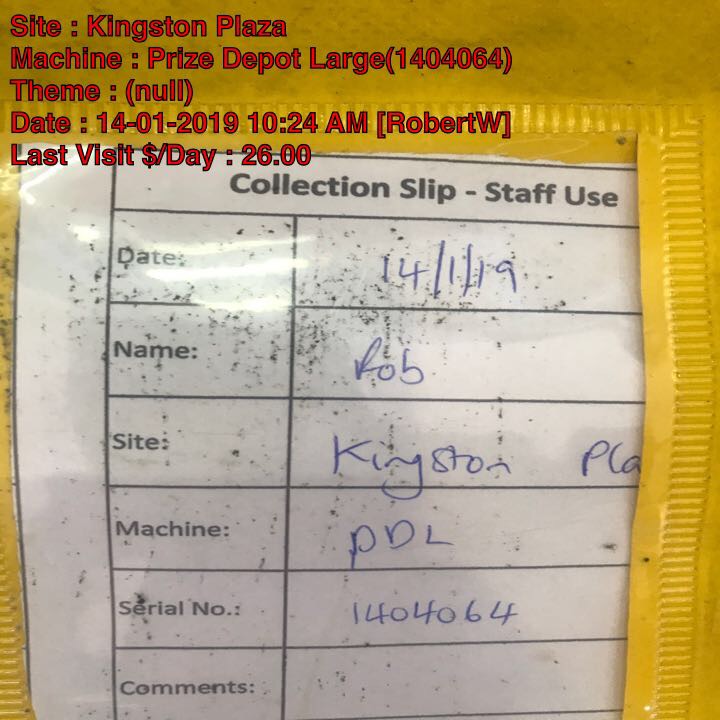 Site : Kingston Plaza
Machine : Prize Depot Large(1404064)
Theme : (null)
Date : 14-01-2019 10:24 AM [RobertW]
Last Visit $/Day : 26.00
Collection Slip - Staff Use
Date: 14/1/19
Name: Rob
Site: Kingston Pla
Machine: PDL
Serial No.: 1404064
Comments: